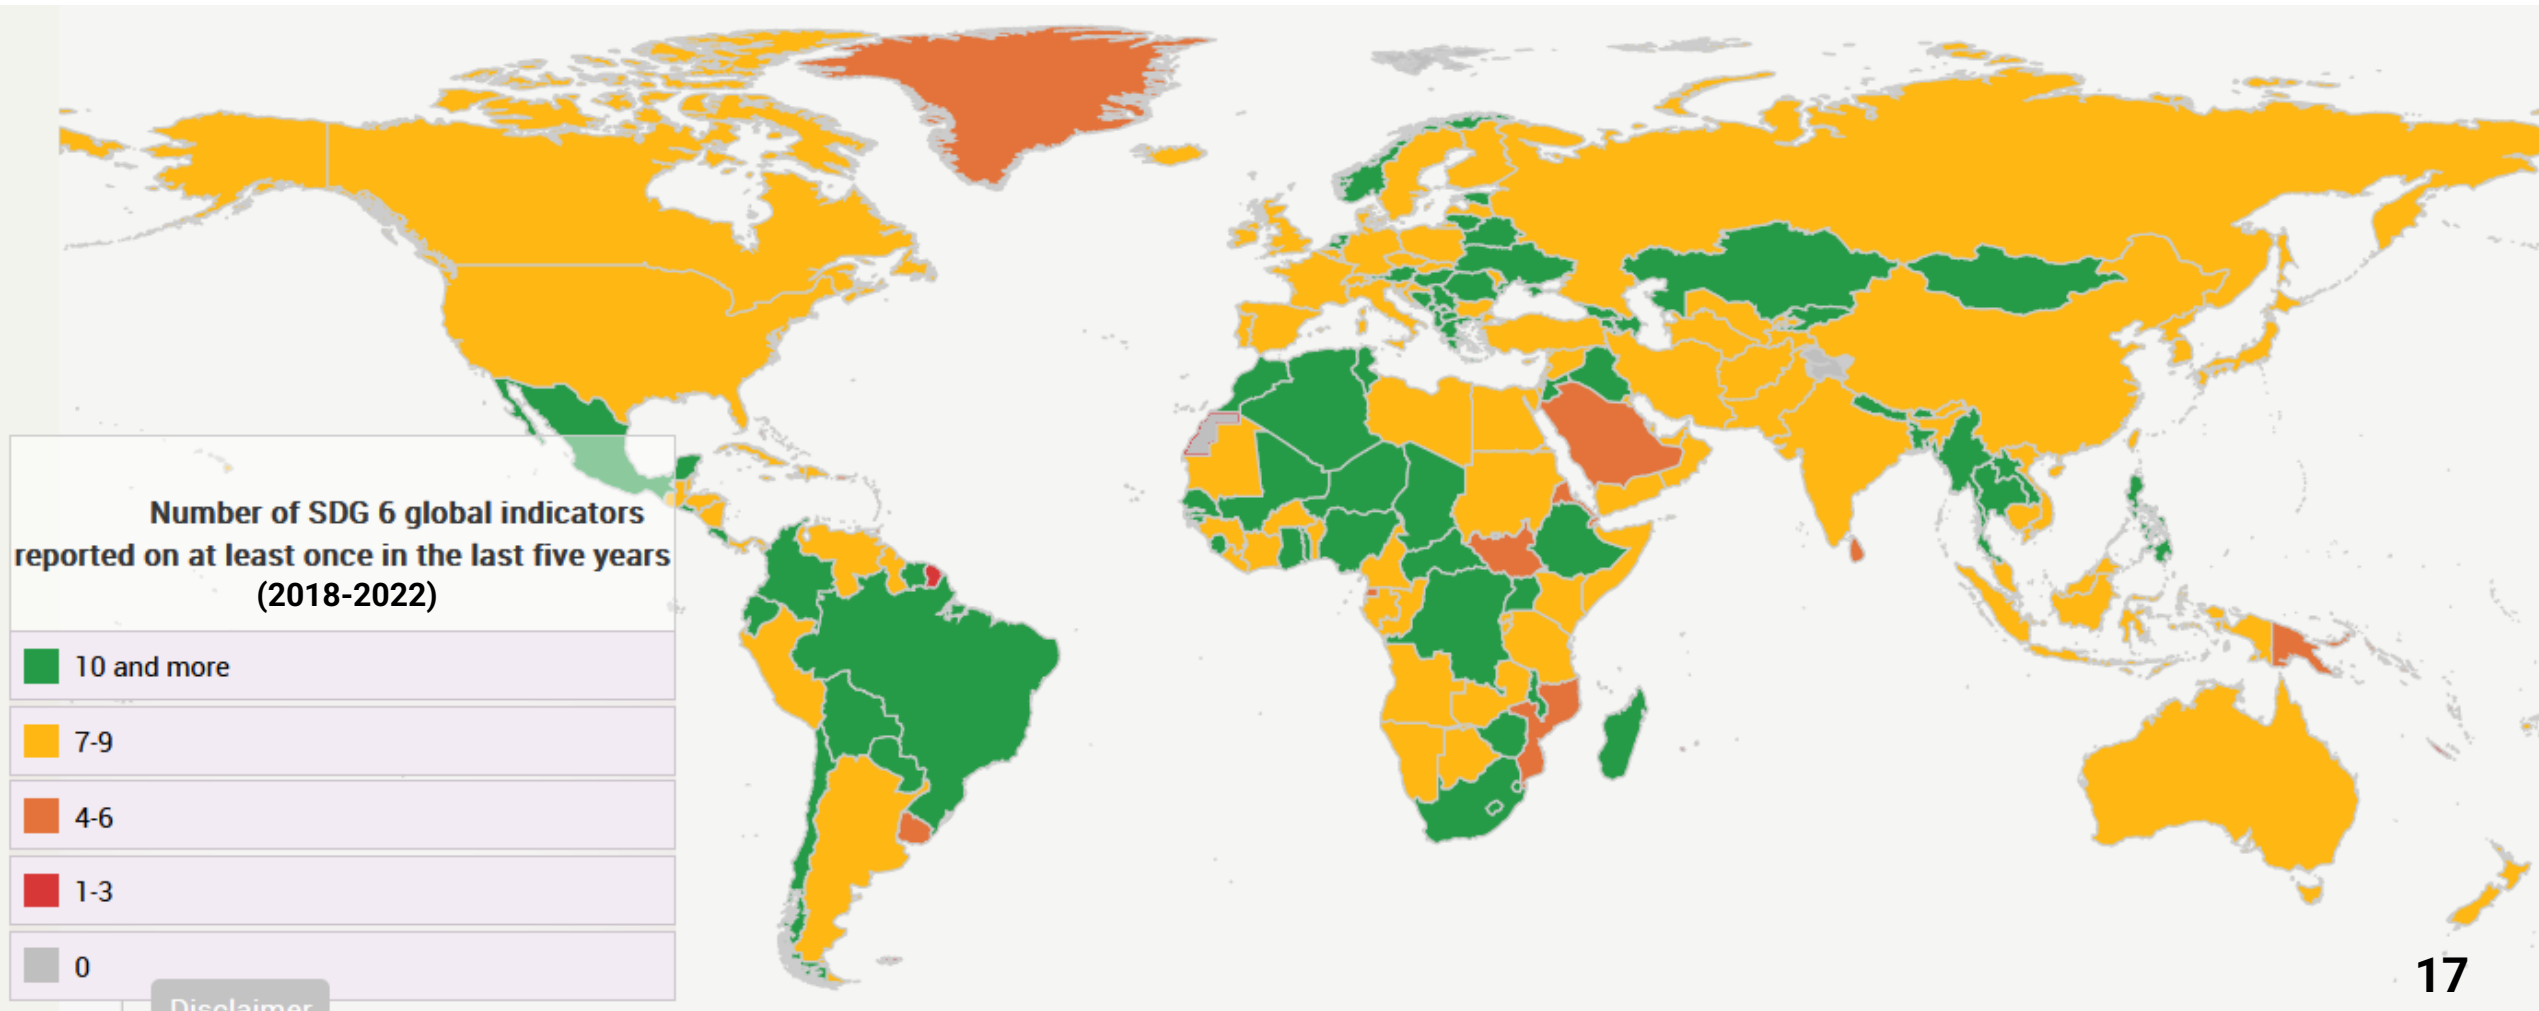 Number of SDG 6 global indicators
reported on at least once in the last five years
(2018-2022)
10 and more
7-9
4-6
1-3
0
Disclaimer
17